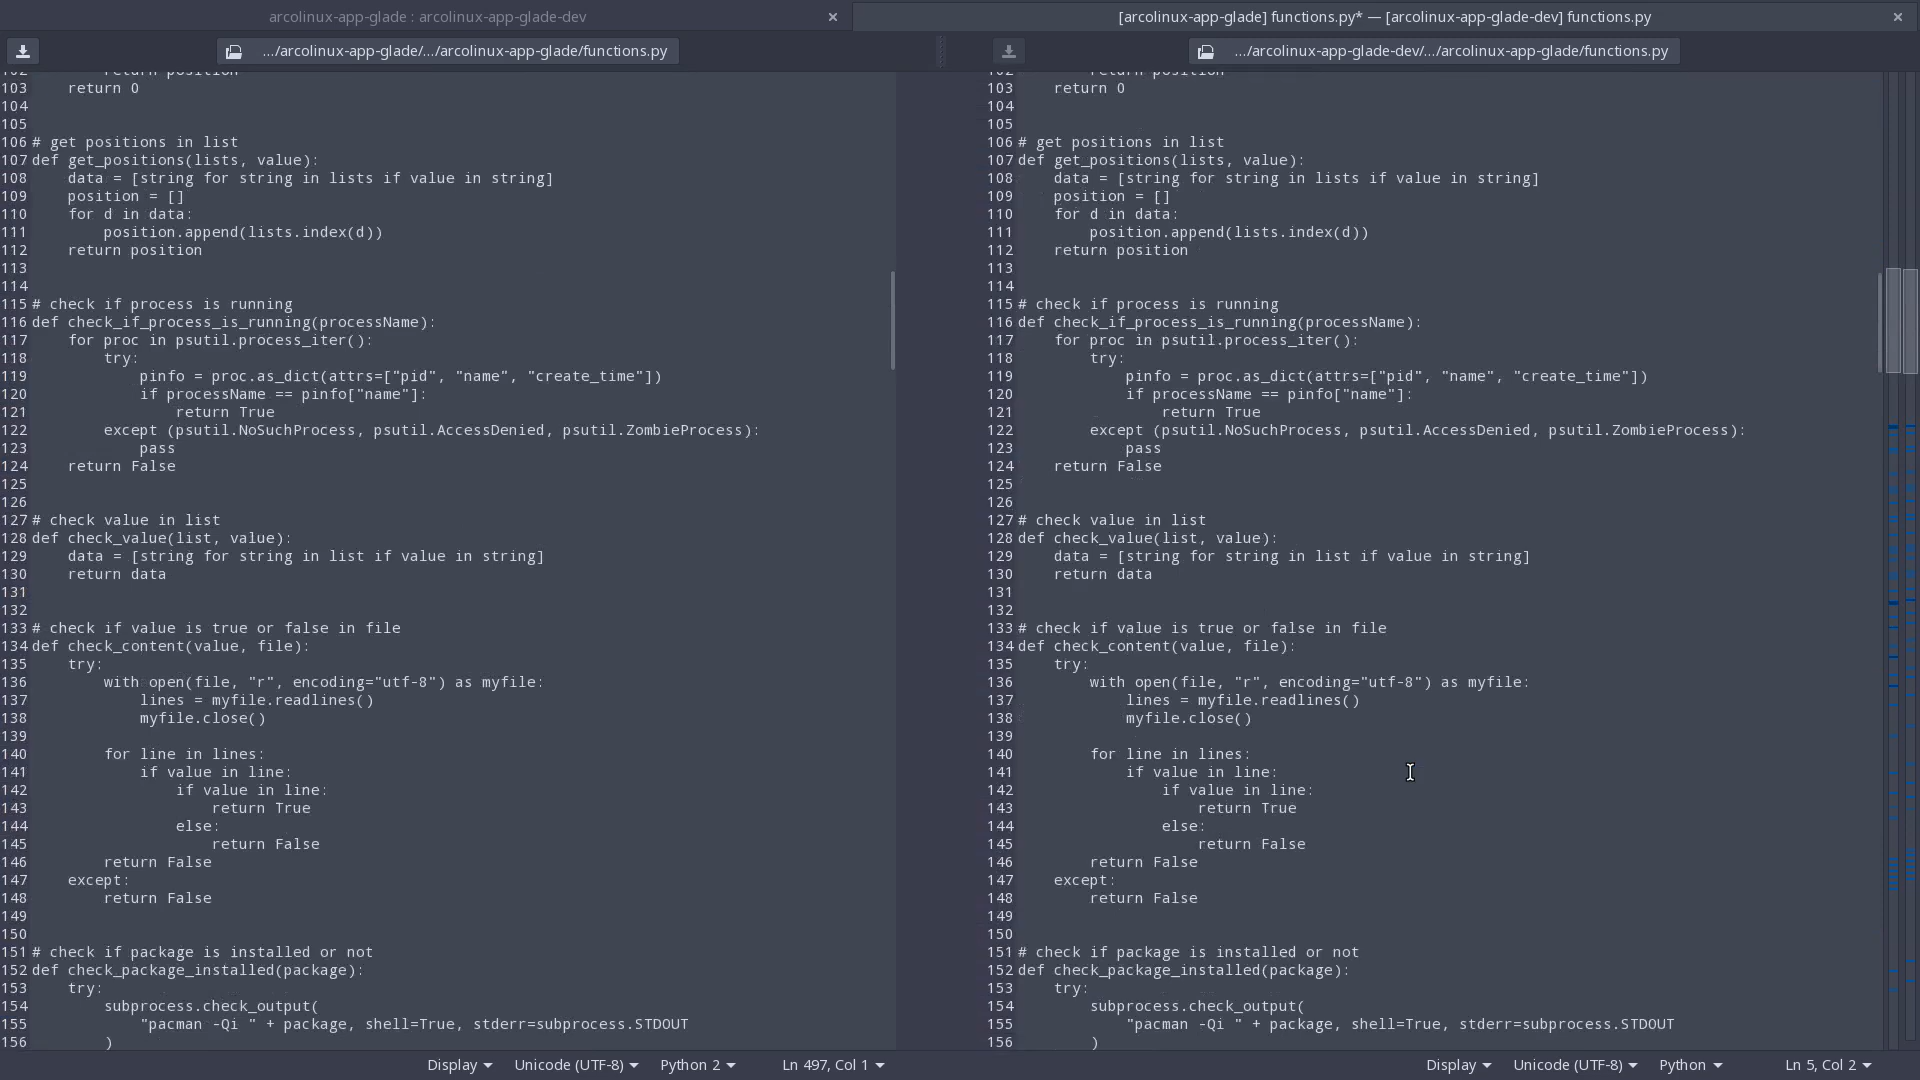 arcolinux-app-glade : arcolinux-app-glade-dev
[arcolinux-app-glade] functions.py* — [arcolinux-app-glade-dev] functions.py
.../arcolinux-app-glade/.../arcolinux-app-glade/functions.py
102         return position
103     return 0
104
105
106 # get positions in list
107 def get_positions(lists, value):
108     data = [string for string in lists if value in string]
109     position = []
110     for d in data:
111         position.append(lists.index(d))
112     return position
113
114
115 # check if process is running
116 def check_if_process_is_running(processName):
117     for proc in psutil.process_iter():
118         try:
119             pinfo = proc.as_dict(attrs=["pid", "name", "create_time"])
120             if processName == pinfo["name"]:
121                 return True
122         except (psutil.NoSuchProcess, psutil.AccessDenied, psutil.ZombieProcess):
123             pass
124     return False
125
126
127 # check value in list
128 def check_value(list, value):
129     data = [string for string in list if value in string]
130     return data
131
132
133 # check if value is true or false in file
134 def check_content(value, file):
135     try:
136         with open(file, "r", encoding="utf-8") as myfile:
137             lines = myfile.readlines()
138             myfile.close()
139
140         for line in lines:
141             if value in line:
142                 if value in line:
143                     return True
144                 else:
145                     return False
146         return False
147     except:
148         return False
149
150
151 # check if package is installed or not
152 def check_package_installed(package):
153     try:
154         subprocess.check_output(
155             "pacman -Qi " + package, shell=True, stderr=subprocess.STDOUT
156         )
Display Unicode (UTF-8) Python 2 Ln 497, Col 1
.../arcolinux-app-glade-dev/.../arcolinux-app-glade/functions.py
102         return position
103     return 0
104
105
106 # get positions in list
107 def get_positions(lists, value):
108     data = [string for string in lists if value in string]
109     position = []
110     for d in data:
111         position.append(lists.index(d))
112     return position
113
114
115 # check if process is running
116 def check_if_process_is_running(processName):
117     for proc in psutil.process_iter():
118         try:
119             pinfo = proc.as_dict(attrs=["pid", "name", "create_time"])
120             if processName == pinfo["name"]:
121                 return True
122         except (psutil.NoSuchProcess, psutil.AccessDenied, psutil.ZombieProcess):
123             pass
124     return False
125
126
127 # check value in list
128 def check_value(list, value):
129     data = [string for string in list if value in string]
130     return data
131
132
133 # check if value is true or false in file
134 def check_content(value, file):
135     try:
136         with open(file, "r", encoding="utf-8") as myfile:
137             lines = myfile.readlines()
138             myfile.close()
139
140         for line in lines:
141             if value in line:
142                 if value in line:
143                     return True
144                 else:
145                     return False
146         return False
147     except:
148         return False
149
150
151 # check if package is installed or not
152 def check_package_installed(package):
153     try:
154         subprocess.check_output(
155             "pacman -Qi " + package, shell=True, stderr=subprocess.STDOUT
156         )
Display Unicode (UTF-8) Python Ln 5, Col 2